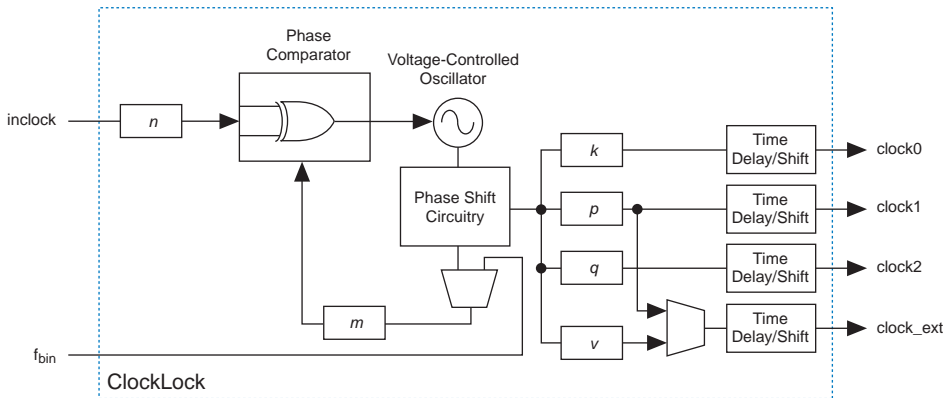 Phase
Comparator
Voltage-Controlled
Oscillator
inclock
n
k
Time
Delay/Shift
clock0
Phase Shift
Circuitry
p
Time
Delay/Shift
clock1
q
Time
Delay/Shift
clock2
m
v
Time
Delay/Shift
clock_ext
fbin
ClockLock